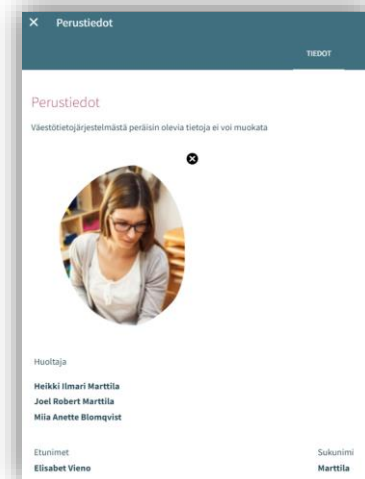 × Perustiedot
TIEDOT
Perustiedot
Väestötietojärjestelmästä peräisin olevia tietoja ei voi muokata
Huoltaja
Heikki Ilmari Marttila
Joel Robert Marttila
Miia Anette Blomqvist
Etunimet Sukunimi
Elisabet Vieno Marttila